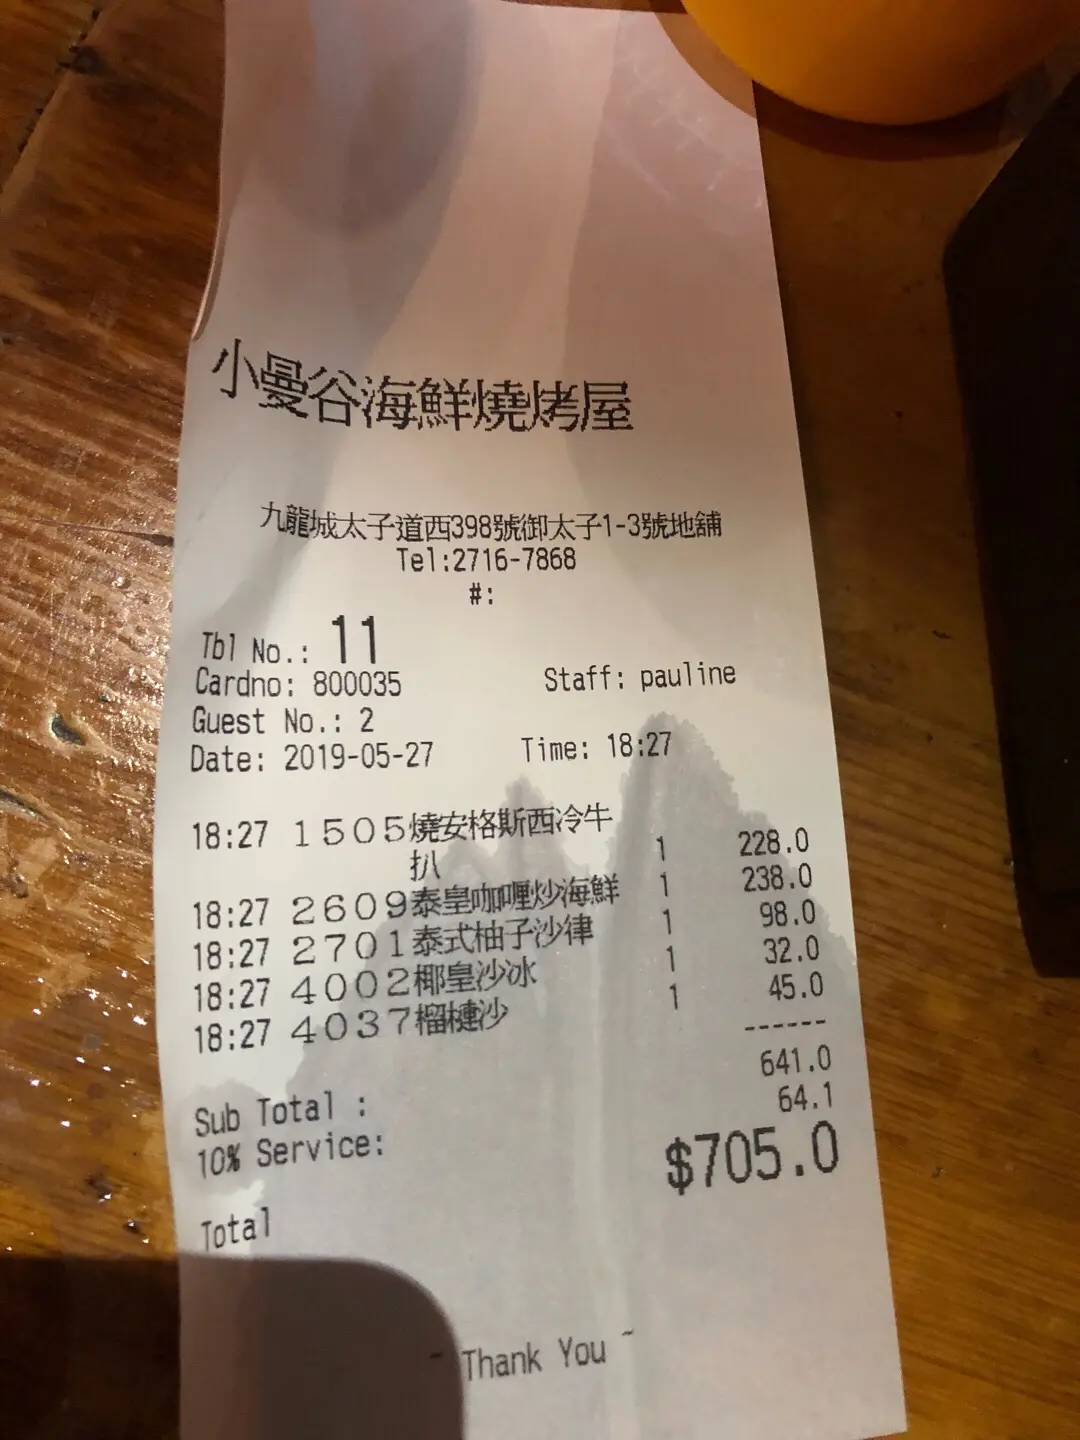 小曼谷海鮮燒烤屋
九龍城太子道西398號御太子1-3號地舖
Tel:2716-7868
#:
Tbl No.: 11
Cardno: 800035 Staff: pauline
Guest No.: 2
Date: 2019-05-27 Time: 18:27
18:27 1505燒安格斯西冷牛
扒 1 228.0
18:27 2609泰皇咖喱炒海鮮 1 238.0
18:27 2701泰式柚子沙律 1 98.0
18:27 4002椰皇沙冰 1 32.0
18:27 4037榴槤沙 1 45.0
------
Sub Total : 641.0
10% Service: 64.1
Total $705.0
~ Thank You ~